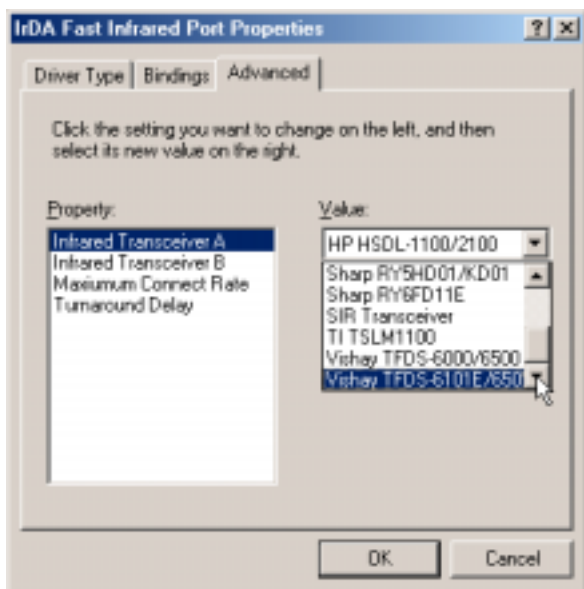 IrDA Fast Infrared Port Properties
Driver Type
Bindings
Advanced
Click the setting you want to change on the left, and then
select its new value on the right.
Property:
Value:
Infrared Transceiver A
Infrared Transceiver B
Maxiumum Connect Rate
Turnaround Delay
HP HSDL-1100/2100
Sharp RY5HD01/KD01
Sharp RY6FD11E
SIR Transceiver
TI TSLM1100
Vishay TFDS-6000/6500
Vishay TFDS-6101E/650
OK
Cancel